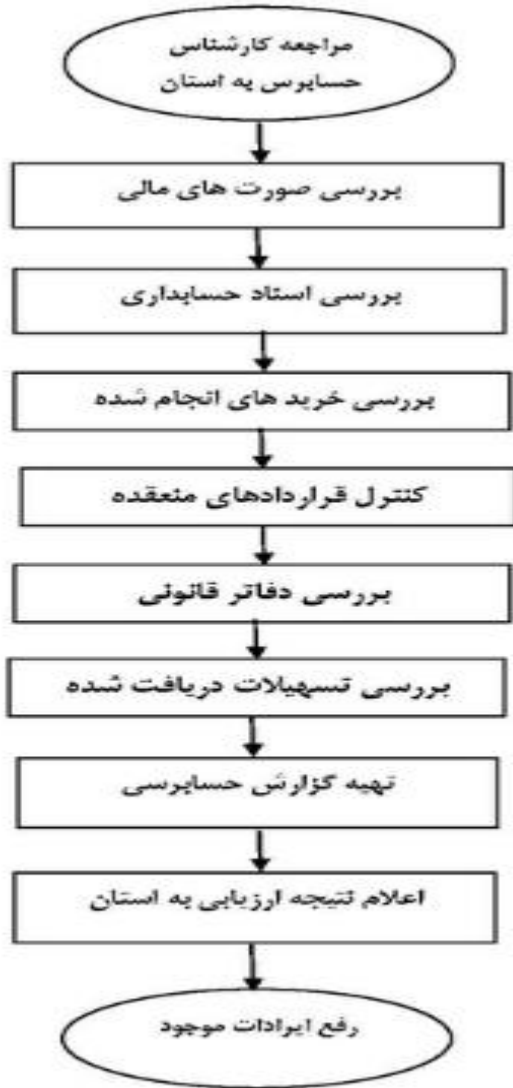 مراجعه کارشناس
حسابرس به استان
بررسی صورت های مالی
بررسی اسناد حسابداری
بررسی خرید های انجام شده
کنترل قراردادهای منعقده
بررسی دفاتر قانونی
بررسی تسهیلات دریافت شده
تهیه گزارش حسابرسی
اعلام نتیجه ارزیابی به استان
رفع ایرادات موجود